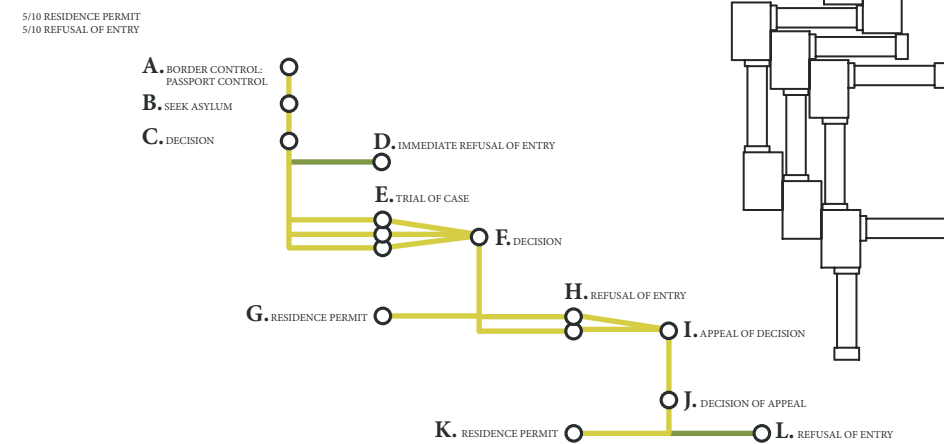 5/10 RESIDENCE PERMIT
5/10 REFUSAL OF ENTRY
A. BORDER CONTROL:
PASSPORT CONTROL
B. SEEK ASYLUM
C. DECISION
D. IMMEDIATE REFUSAL OF ENTRY
E. TRIAL OF CASE
F. DECISION
G. RESIDENCE PERMIT
H. REFUSAL OF ENTRY
I. APPEAL OF DECISION
J. DECISION OF APPEAL
K. RESIDENCE PERMIT
L. REFUSAL OF ENTRY